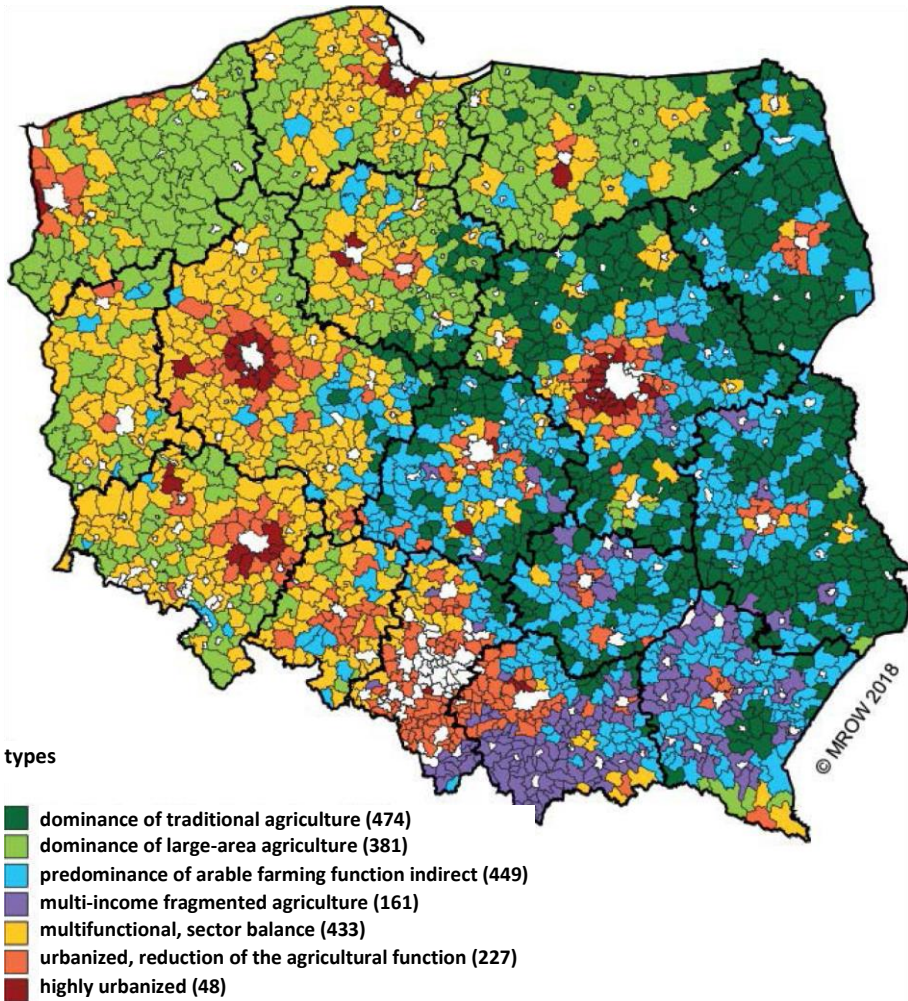 © MROW 2018
types
dominance of traditional agriculture (474)
dominance of large-area agriculture (381)
predominance of arable farming function indirect (449)
multi-income fragmented agriculture (161)
multifunctional, sector balance (433)
urbanized, reduction of the agricultural function (227)
highly urbanized (48)